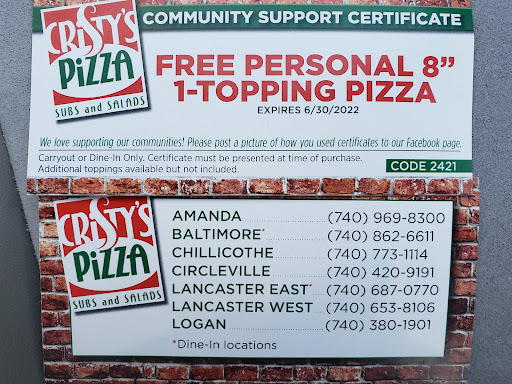 CRISTY'S
PiZZA
SUBS and SALADS
COMMUNITY SUPPORT CERTIFICATE
FREE PERSONAL 8"
1-TOPPING PIZZA
EXPIRES 6/30/2022
We love supporting our communities! Please post a picture of how you used certificates to our Facebook page.
Carryout or Dine-In Only. Certificate must be presented at time of purchase.
Additional toppings available but not included.
CODE 2421
CRISTY'S
PiZZA
SUBS and SALADS
AMANDA (740) 969-8300
BALTIMORE* (740) 862-6611
CHILLICOTHE (740) 773-1114
CIRCLEVILLE (740) 420-9191
LANCASTER EAST* (740) 687-0770
LANCASTER WEST (740) 653-8106
LOGAN (740) 380-1901
*Dine-In locations